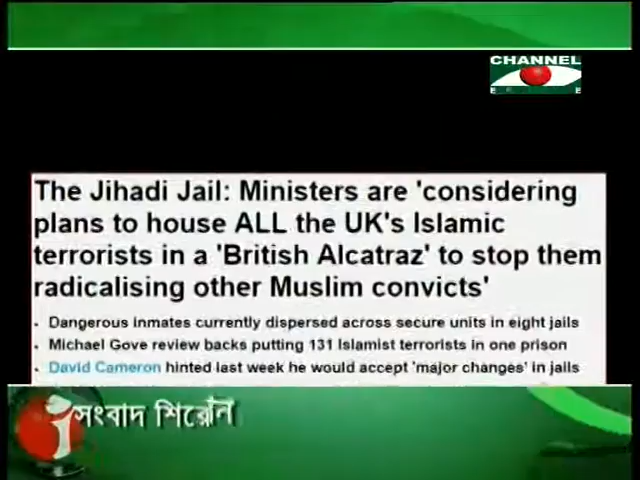 CHANNEL
The Jihadi Jail: Ministers are 'considering
plans to house ALL the UK's Islamic
terrorists in a 'British Alcatraz' to stop them
radicalising other Muslim convicts'
• Dangerous inmates currently dispersed across secure units in eight jails
• Michael Gove review backs putting 131 Islamist terrorists in one prison
• David Cameron hinted last week he would accept 'major changes' in jails
i সংবাদ শিরোনাম